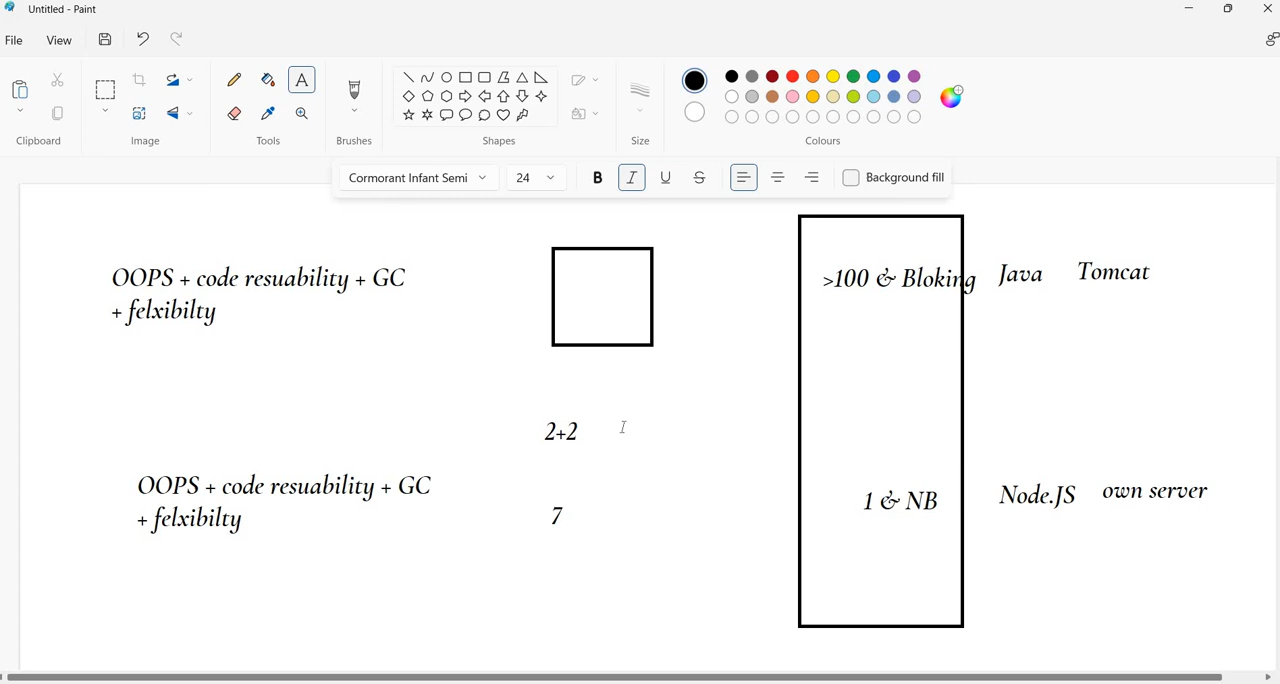 Untitled - Paint
File View
Clipboard Image Tools Brushes Shapes Size Colours
A
Cormorant Infant Semi 24 B I U S Background fill
OOPS + code resuability + GC
+ felxibilty
>100 & Bloking Java Tomcat
2+2
OOPS + code resuability + GC
+ felxibilty
7
1 & NB Node.JS own server